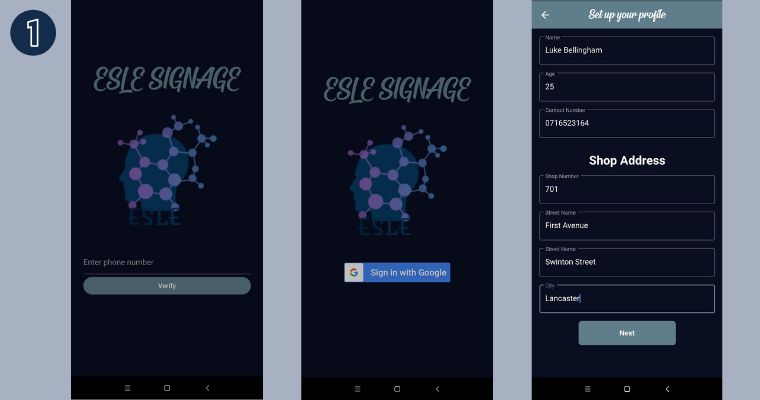 1
ESLE SIGNAGE
ESLE
Enter phone number
Verify
ESLE SIGNAGE
ESLE
G Sign in with Google
Set up your profile
Name
Luke Bellingham
Age
25
Contact Number
0716523164
Shop Address
Shop Number
701
Street Name
First Avenue
Street Name
Swinton Street
City
Lancaster
Next